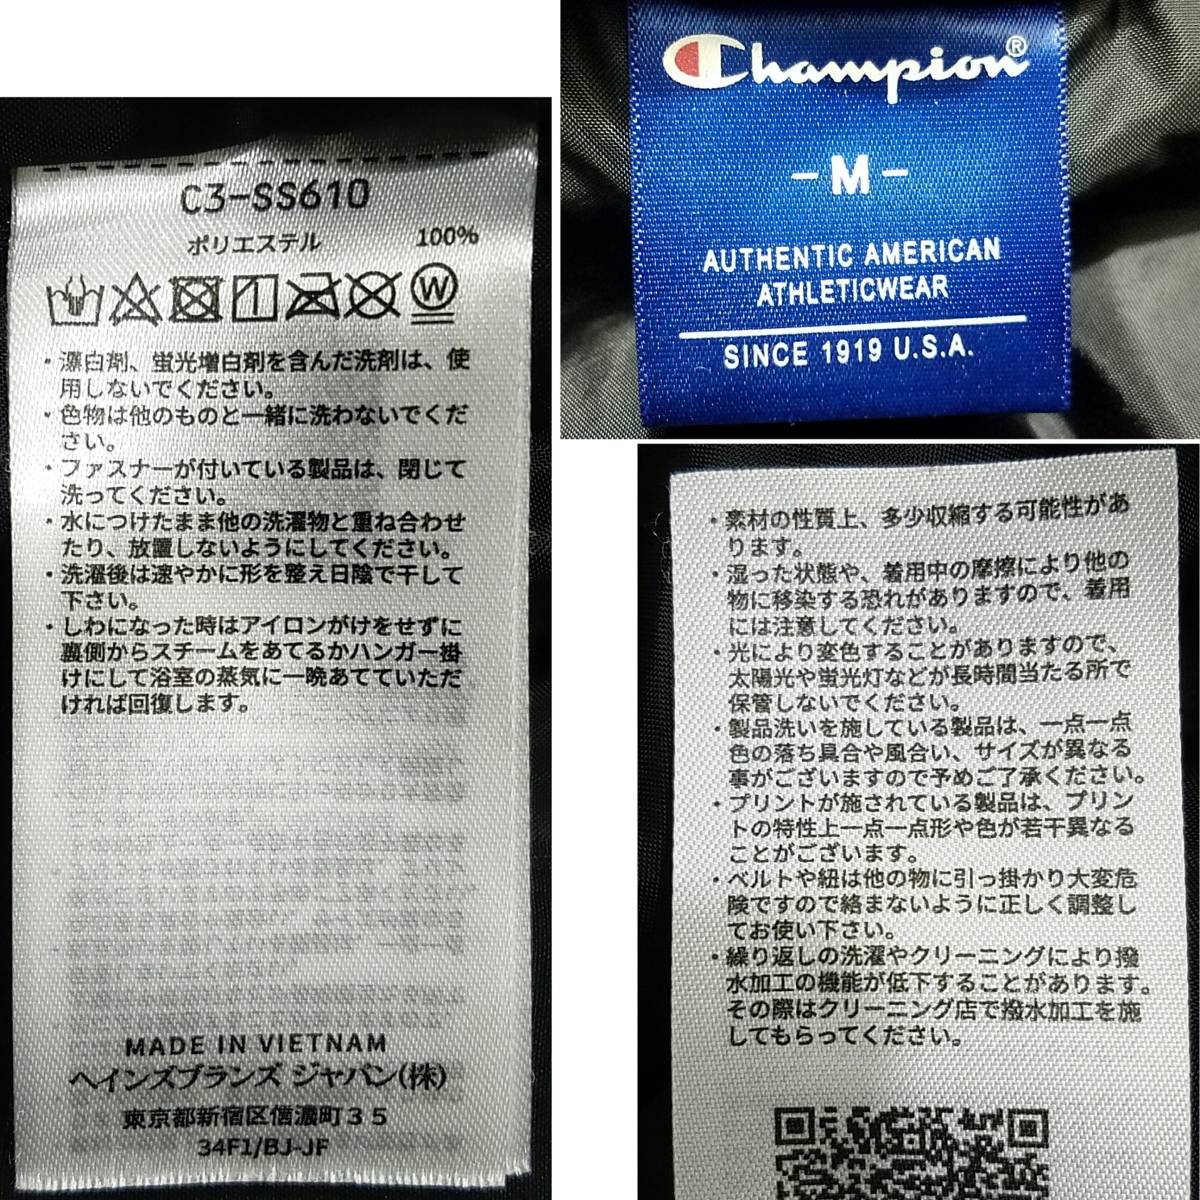 C3-SS610
ポリエステル 100%
W
・漂白剤、蛍光増白剤を含んだ洗剤は、使
用しないでください。
・色物は他のものと一緒に洗わないでくだ
さい。
・ファスナーが付いている製品は、閉じて
洗ってください。
・水につけたまま他の洗濯物と重ね合わせ
たり、放置しないようにしてください。
・洗濯後は速やかに形を整え日陰で干して
下さい。
・しわになった時はアイロンがけをせずに
裏側からスチームをあてるかハンガー掛
けにして浴室の蒸気に一晩あてていただ
ければ回復します。
MADE IN VIETNAM
ヘインズブランズ ジャパン(株)
東京都新宿区信濃町35
34F1/BJ-JF
Champion®
-M-
AUTHENTIC AMERICAN
ATHLETICWEAR
SINCE 1919 U.S.A.
・素材の性質上、多少収縮する可能性があ
ります。
・湿った状態や、着用中の摩擦により他の
物に移染する恐れがありますので、着用
には注意してください。
・光により変色することがありますので、
太陽光や蛍光灯などが長時間当たる所で
保管しないでください。
・製品洗いを施している製品は、一点一点
色の落ち具合や風合い、サイズが異なる
事がございますので予めご了承ください。
・プリントが施されている製品は、プリン
トの特性上一点一点形や色が若干異なる
ことがございます。
・ベルトや紐は他の物に引っ掛かり大変危
険ですので絡まないように正しく調整し
てお使い下さい。
・繰り返しの洗濯やクリーニングにより撥
水加工の機能が低下することがあります。
その際はクリーニング店で撥水加工を施
してもらってください。